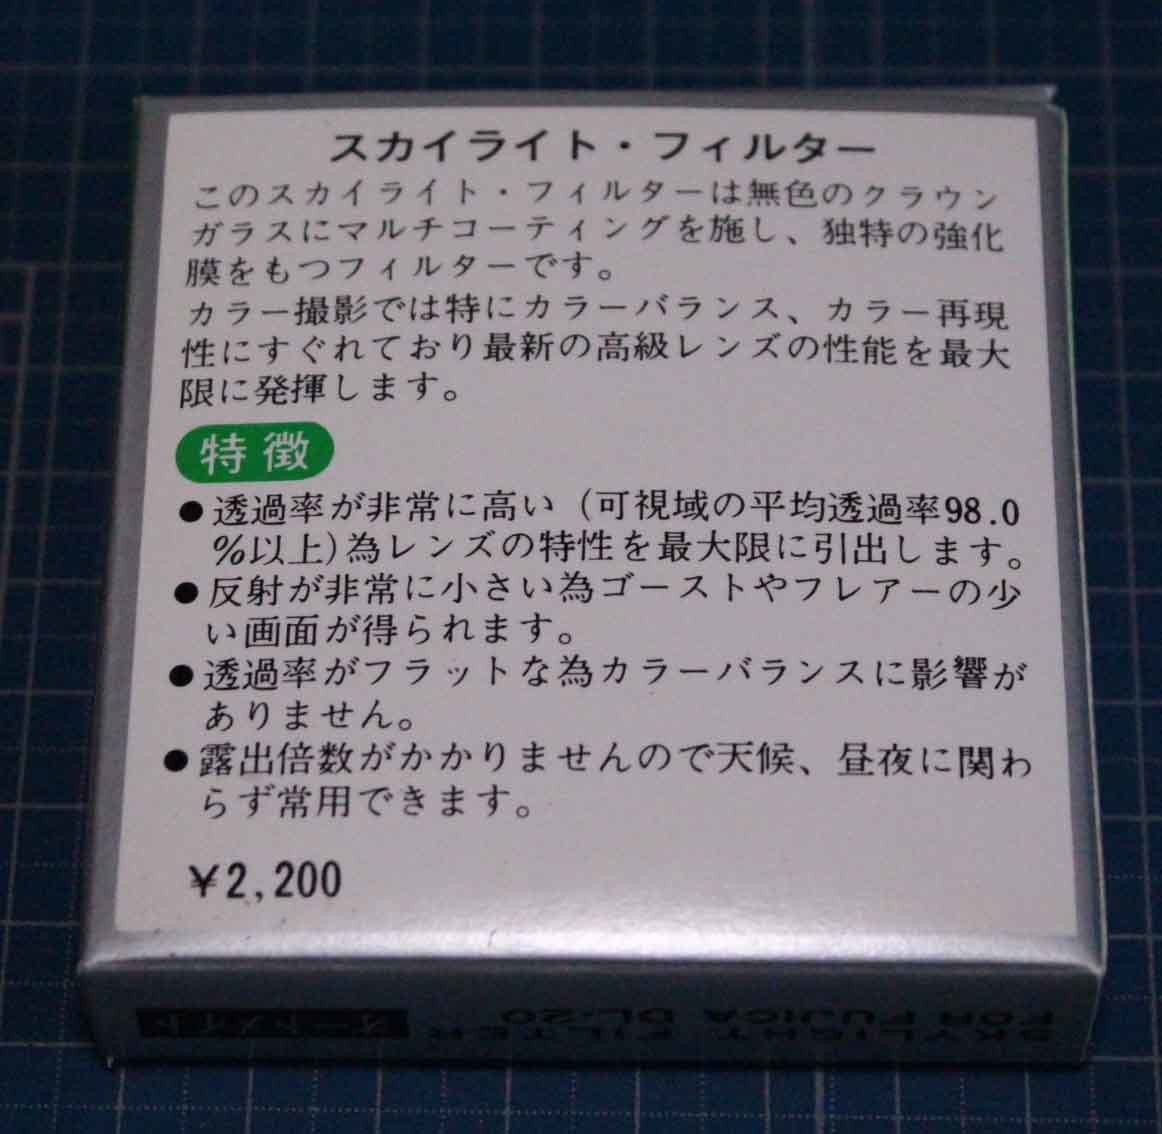 スカイライト・フィルター
このスカイライト・フィルターは無色のクラウン
ガラスにマルチコーティングを施し、独特の強化
膜をもつフィルターです。
カラー撮影では特にカラーバランス、カラー再現
性にすぐれており最新の高級レンズの性能を最大
限に発揮します。
特徴
●透過率が非常に高い（可視域の平均透過率98.0
%以上)為レンズの特性を最大限に引出します。
●反射が非常に小さい為ゴーストやフレアーの少
い画面が得られます。
●透過率がフラットな為カラーバランスに影響が
ありません。
●露出倍数がかかりませんので天候、昼夜に関わ
らず常用できます。
¥2,200
SKYLIGHT FILTER
FOR FUJICA DL-20